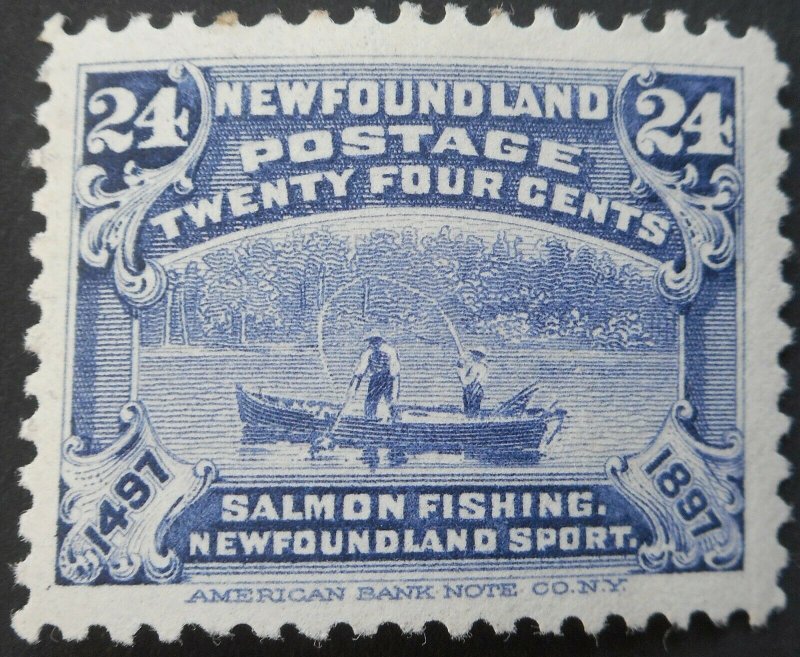 24 NEWFOUNDLAND 24
POSTAGE
TWENTY FOUR CENTS
1497 1897
SALMON FISHING.
NEWFOUNDLAND SPORT.
AMERICAN BANK NOTE CO. N.Y.